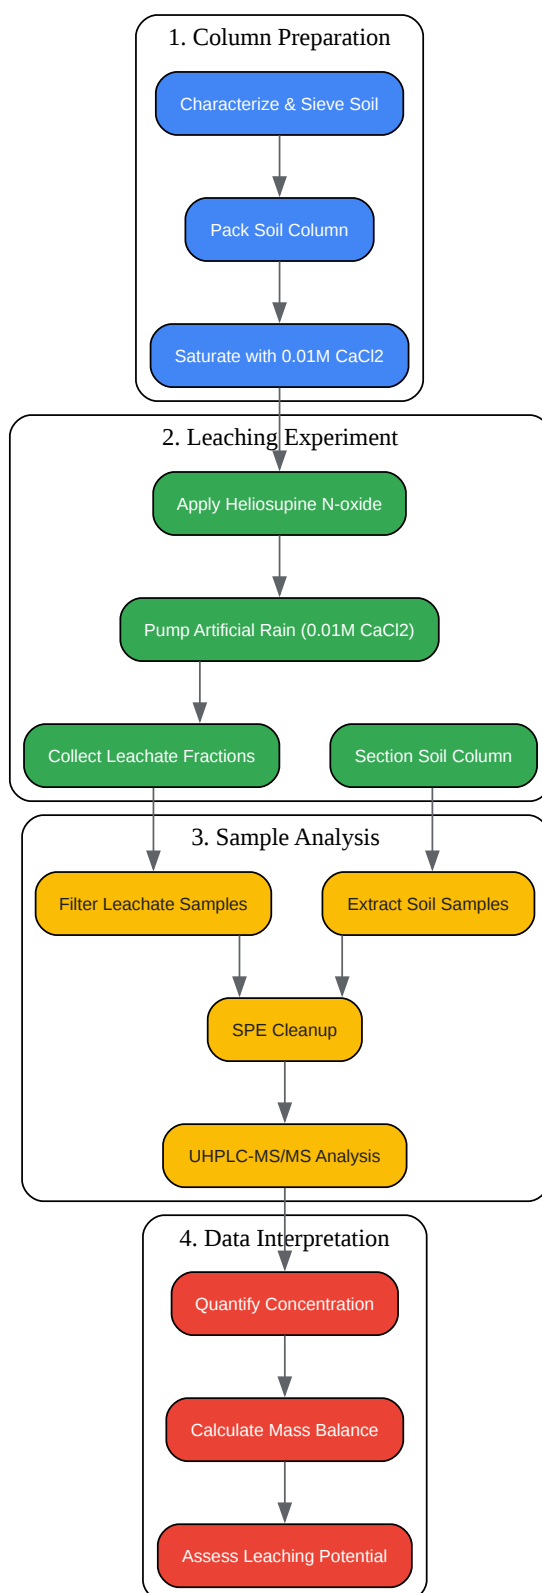 1. Column Preparation
Characterize & Sieve Soil
Pack Soil Column
Saturate with 0.01M CaCl2
2. Leaching Experiment
Apply Heliosupine N-oxide
Pump Artificial Rain (0.01M CaCl2)
Collect Leachate Fractions
Section Soil Column
3. Sample Analysis
Filter Leachate Samples
Extract Soil Samples
SPE Cleanup
UHPLC-MS/MS Analysis
4. Data Interpretation
Quantify Concentration
Calculate Mass Balance
Assess Leaching Potential